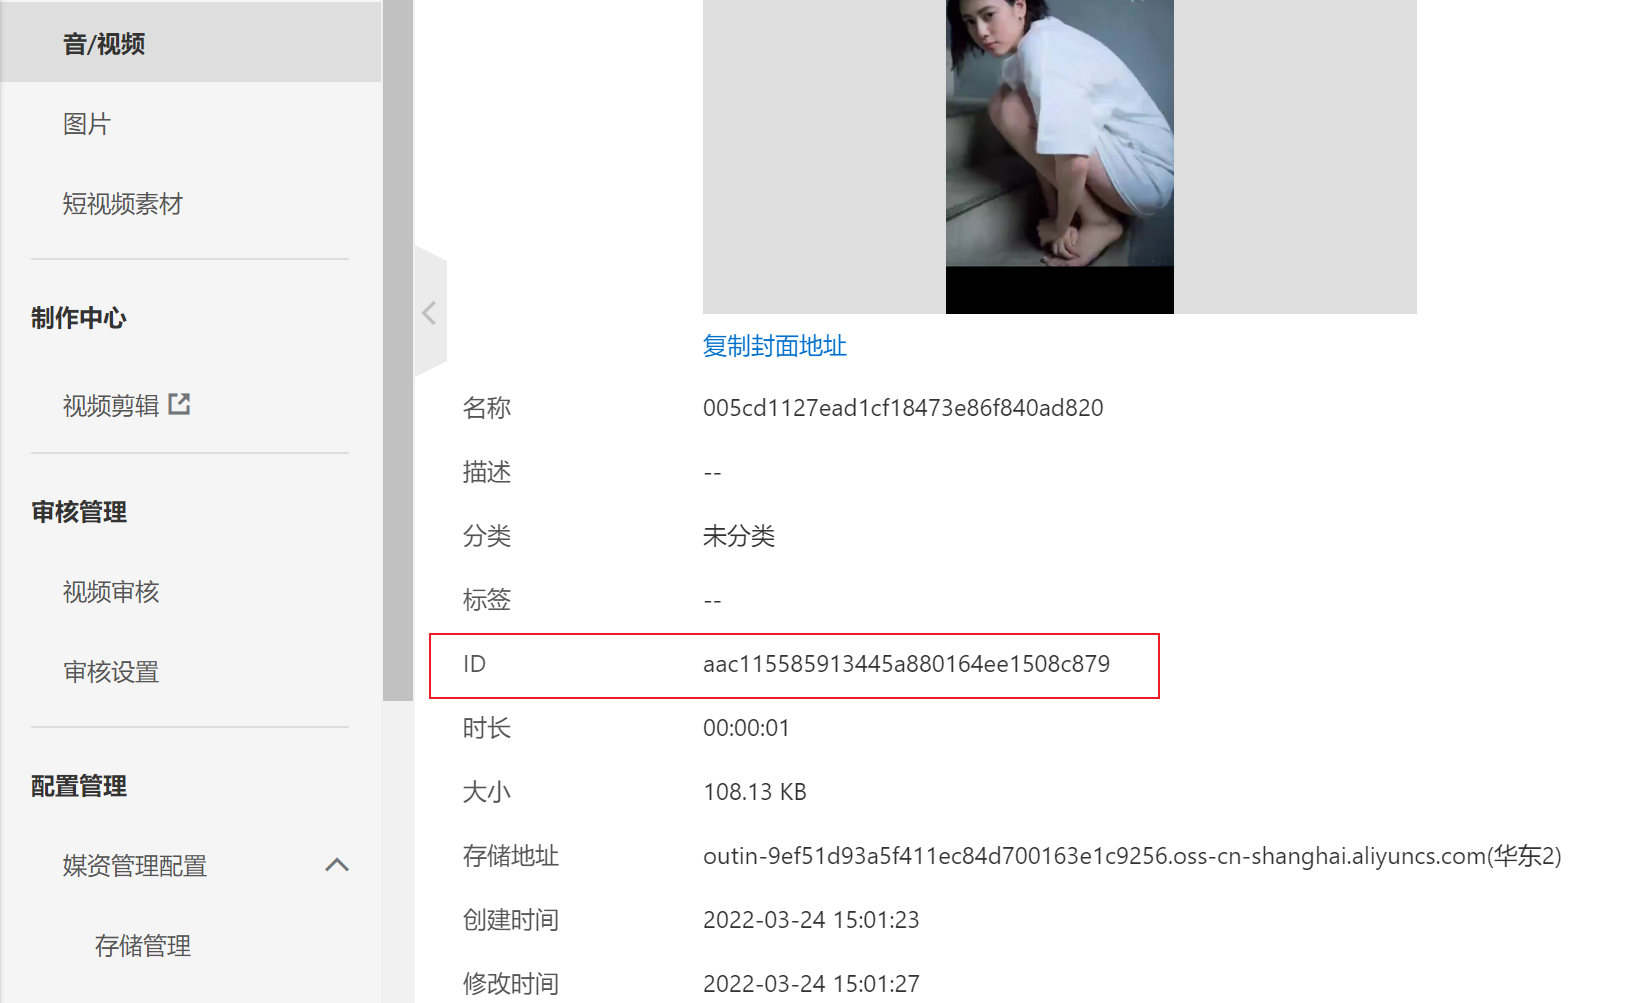 音/视频
图片
短视频素材
制作中心
视频剪辑
审核管理
视频审核
审核设置
配置管理
媒资管理配置
存储管理
复制封面地址
名称 005cd1127ead1cf18473e86f840ad820
描述 --
分类 未分类
标签 --
ID aac115585913445a880164ee1508c879
时长 00:00:01
大小 108.13 KB
存储地址 outin-9ef51d93a5f411ec84d700163e1c9256.oss-cn-shanghai.aliyuncs.com(华东2)
创建时间 2022-03-24 15:01:23
修改时间 2022-03-24 15:01:27